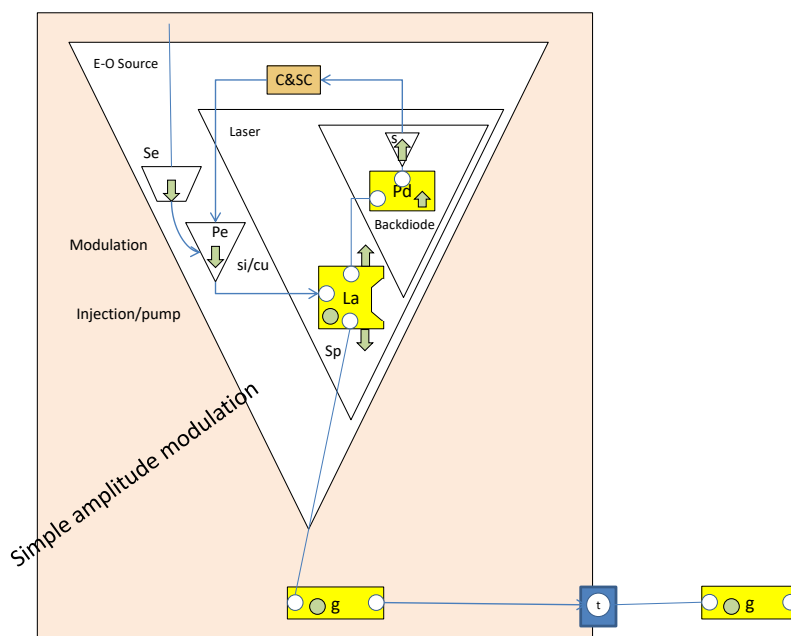 E-O Source
C&SC
Laser
s
Se
Pd
Pe
Backdiode
Modulation
si/cu
La
Injection/pump
Sp
Simple amplitude modulation
g
t
g